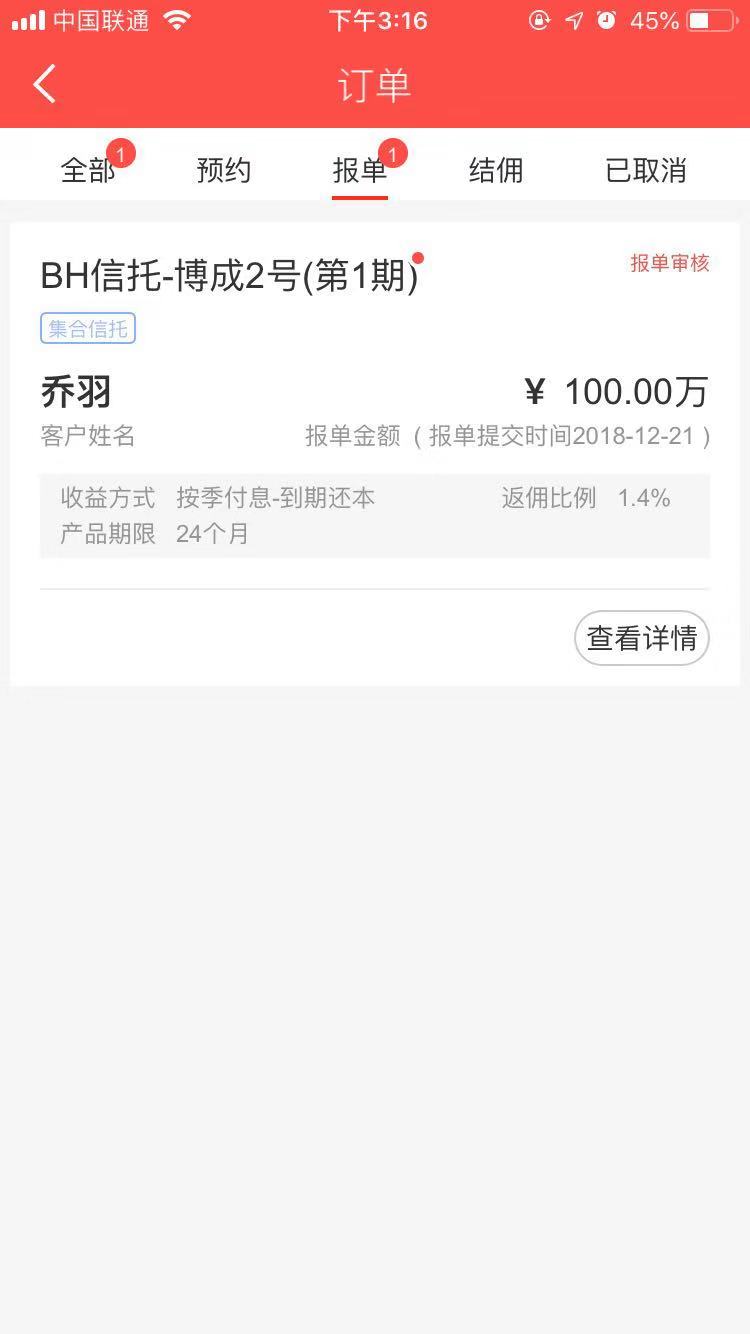 中国联通 下午3:16 45%
订单
全部 1 预约 报单 1 结佣 已取消
BH信托-博成2号(第1期) 报单审核
集合信托
乔羽 ¥ 100.00万
客户姓名 报单金额 ( 报单提交时间2018-12-21 )
收益方式 按季付息-到期还本 返佣比例 1.4%
产品期限 24个月
查看详情